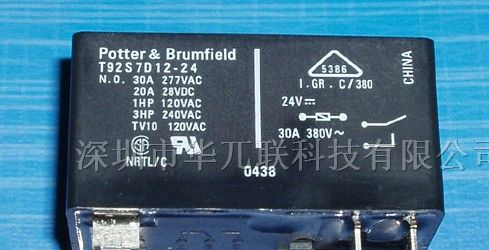 Potter & Brumfield
T92S7D12-24
N.O. 30A 277VAC
20A 28VDC
1HP 120VAC
3HP 240VAC
TV10 120VAC
NRTL/C
5386
I.GR.C/380
24V
30A 380V~
0438
CHINA
深圳市华兀联科技有限公司